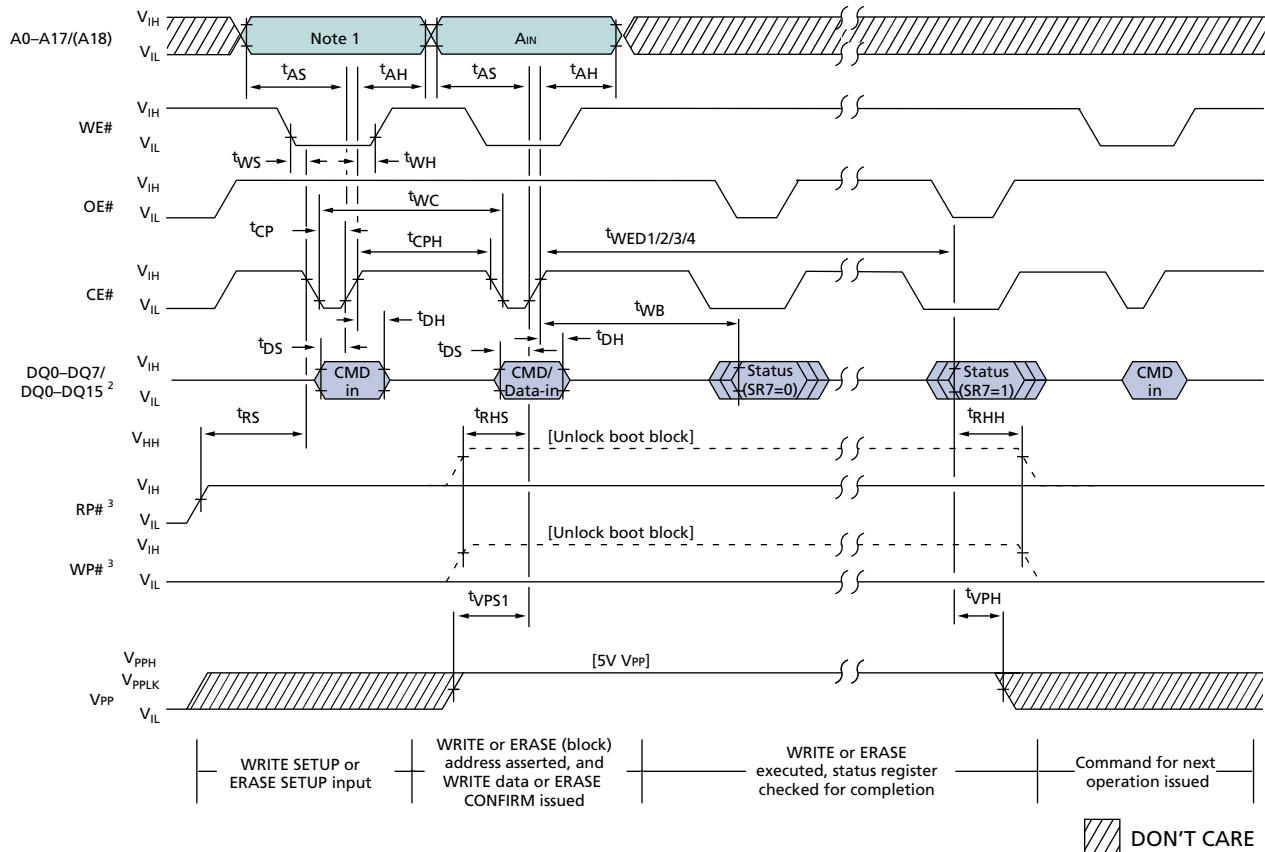 VIH
A0–A17/(A18) Note 1 AIN
VIL
tAS tAH tAS tAH
VIH
WE#
VIL
tWS tWH
VIH
OE#
VIL
tWC
tCP tCPH tWED1/2/3/4
VIH
CE#
VIL
tWB
tDH
tDS tDS tDH
VIH
DQ0–DQ7/
DQ0–DQ15 2
VIL
CMD
in
CMD/
Data-in
Status
(SR7=0)
Status
(SR7=1)
CMD
in
tRS tRHS tRHH
VHH
[Unlock boot block]
VIH
RP# 3
VIL
[Unlock boot block]
VIH
WP# 3
VIL
tVPS1 tVPH
VPPH
[5V VPP]
VPPLK
VPP
VIL
WRITE SETUP or
ERASE SETUP input
WRITE or ERASE (block)
address asserted, and
WRITE data or ERASE
CONFIRM issued
WRITE or ERASE
executed, status register
checked for completion
Command for next
operation issued
DON'T CARE